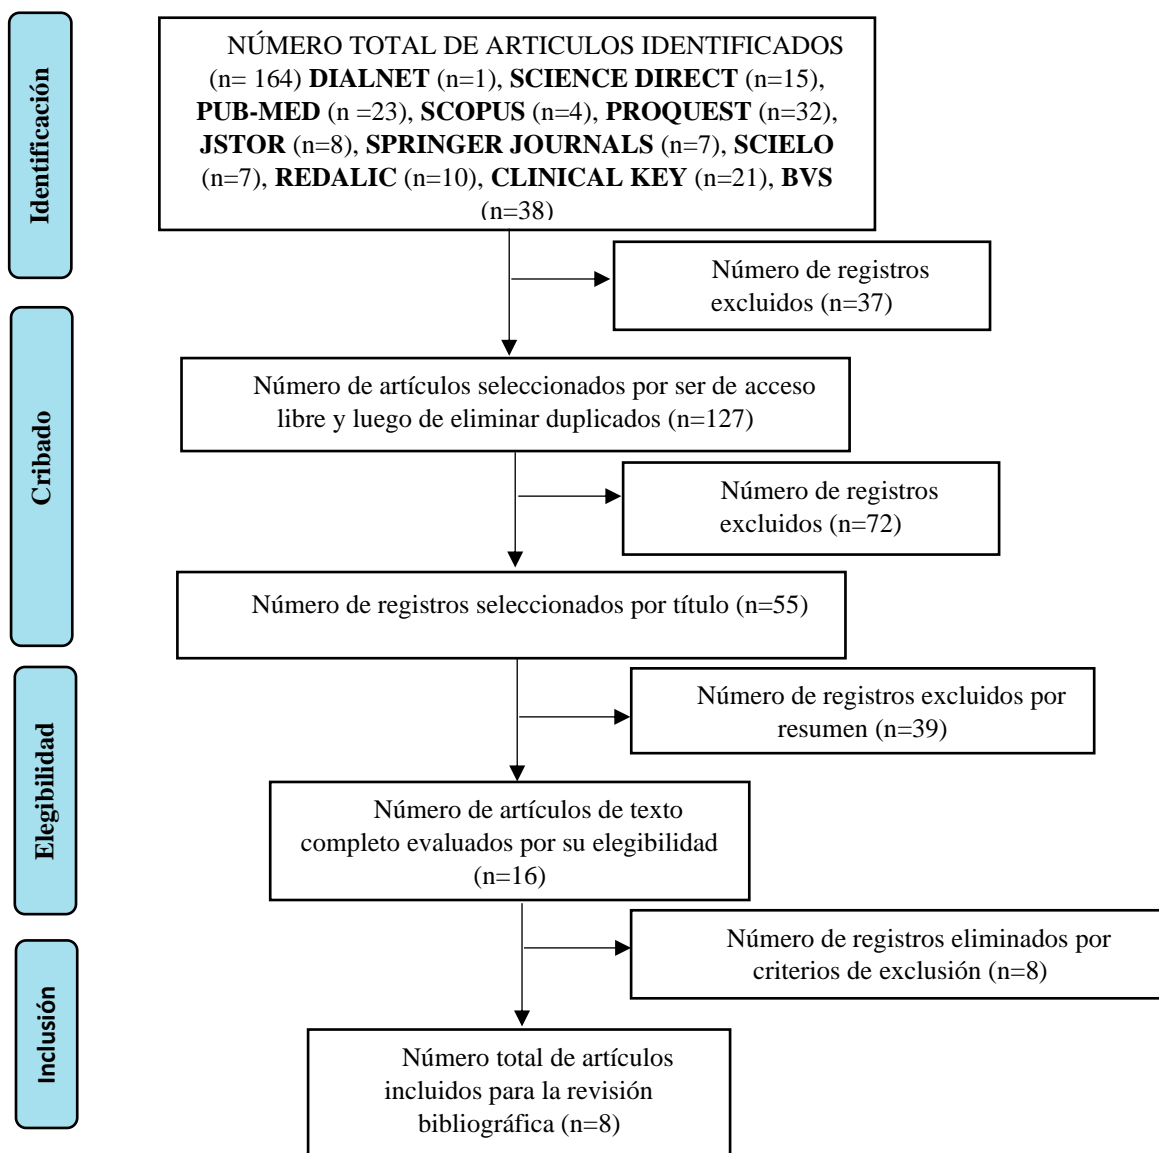 Identificación
NÚMERO TOTAL DE ARTICULOS IDENTIFICADOS
(n= 164) DIALNET (n=1), SCIENCE DIRECT (n=15),
PUB-MED (n =23), SCOPUS (n=4), PROQUEST (n=32),
JSTOR (n=8), SPRINGER JOURNALS (n=7), SCIELO
(n=7), REDALIC (n=10), CLINICAL KEY (n=21), BVS
(n=38)
Número de registros
excluidos (n=37)
Cribado
Número de artículos seleccionados por ser de acceso
libre y luego de eliminar duplicados (n=127)
Número de registros
excluidos (n=72)
Número de registros seleccionados por título (n=55)
Elegibilidad
Número de registros excluidos por
resumen (n=39)
Número de artículos de texto
completo evaluados por su elegibilidad
(n=16)
Inclusión
Número de registros eliminados por
criterios de exclusión (n=8)
Número total de artículos
incluidos para la revisión
bibliográfica (n=8)